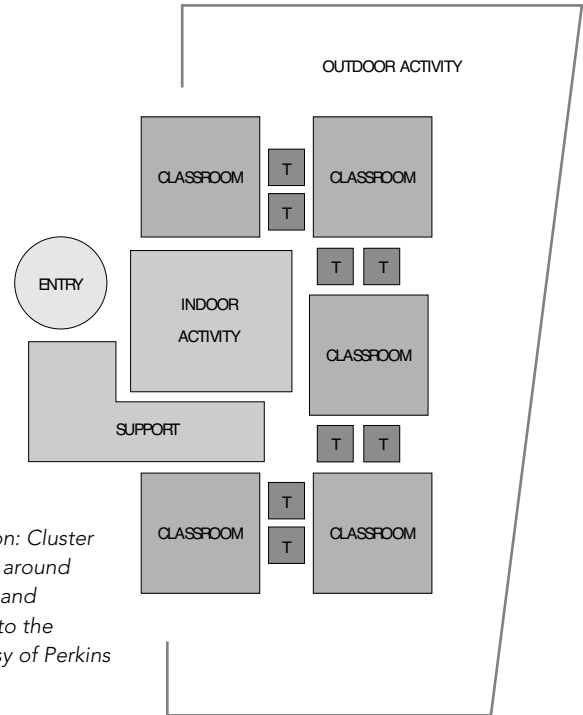 OUTDOOR ACTIVITY
CLASSROOM
T
CLASSROOM
T
ENTRY
T
T
INDOOR
ACTIVITY
CLASSROOM
SUPPORT
T
T
CLASSROOM
T
CLASSROOM
T
on: Cluster
around
and
to the
sy of Perkins